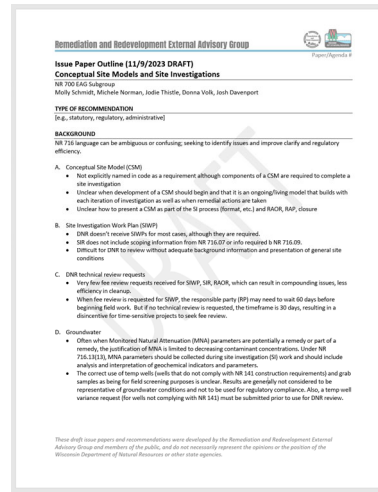 Remediation and Redevelopment External Advisory Group
Paper/Agenda #
Issue Paper Outline (11/9/2023 DRAFT)
Conceptual Site Models and Site Investigations
NR 700 EAG Subgroup
Molly Schmidt, Michele Norman, Jodie Thistle, Donna Volk, Josh Davenport
TYPE OF RECOMMENDATION
[e.g., statutory, regulatory, administrative]
BACKGROUND
NR 716 language can be ambiguous or confusing; seeking to identify issues and improve clarity and regulatory
efficiency.
A. Conceptual Site Model (CSM)
• Not explicitly named in code as a requirement although components of a CSM are required to complete a
site investigation
• Unclear when development of a CSM should begin and that it is an ongoing/living model that builds with
each iteration of investigation as well as when remedial actions are taken
• Unclear how to present a CSM as part of the SI process (format, etc.) and RAOR, RAP, closure
B. Site Investigation Work Plan (SIWP)
• DNR doesn't receive SIWPs for most cases, although they are required.
• SIR does not include scoping information from NR 716.07 or info required b NR 716.09.
• Difficult for DNR to review without adequate background information and presentation of general site
conditions
C. DNR technical review requests
• Very few fee review requests received for SIWP, SIR, RAOR, which can result in compounding issues, less
efficiency in cleanup.
• When fee review is requested for SIWP, the responsible party (RP) may need to wait 60 days before
beginning field work. But if no technical review is requested, the timeframe is 30 days, resulting in a
disincentive for time-sensitive projects to seek fee review.
D. Groundwater
• Often when Monitored Natural Attenuation (MNA) parameters are potentially a remedy or part of a
remedy, the justification of MNA is limited to decreasing contaminant concentrations. Under NR
716.13(13), MNA parameters should be collected during site investigation (SI) work and should include
analysis and interpretation of geochemical indicators and parameters.
• The correct use of temp wells (wells that do not comply with NR 141 construction requirements) and grab
samples as being for field screening purposes is unclear. Results are generally not considered to be
representative of groundwater conditions and not to be used for regulatory compliance. Also, a temp well
variance request (for wells not complying with NR 141) must be submitted prior to use for DNR review.
DRAFT
These draft issue papers and recommendations were developed by the Remediation and Redevelopment External
Advisory Group and members of the public, and do not necessarily represent the opinions or position of the
Wisconsin Department of Natural Resources or other state agencies.